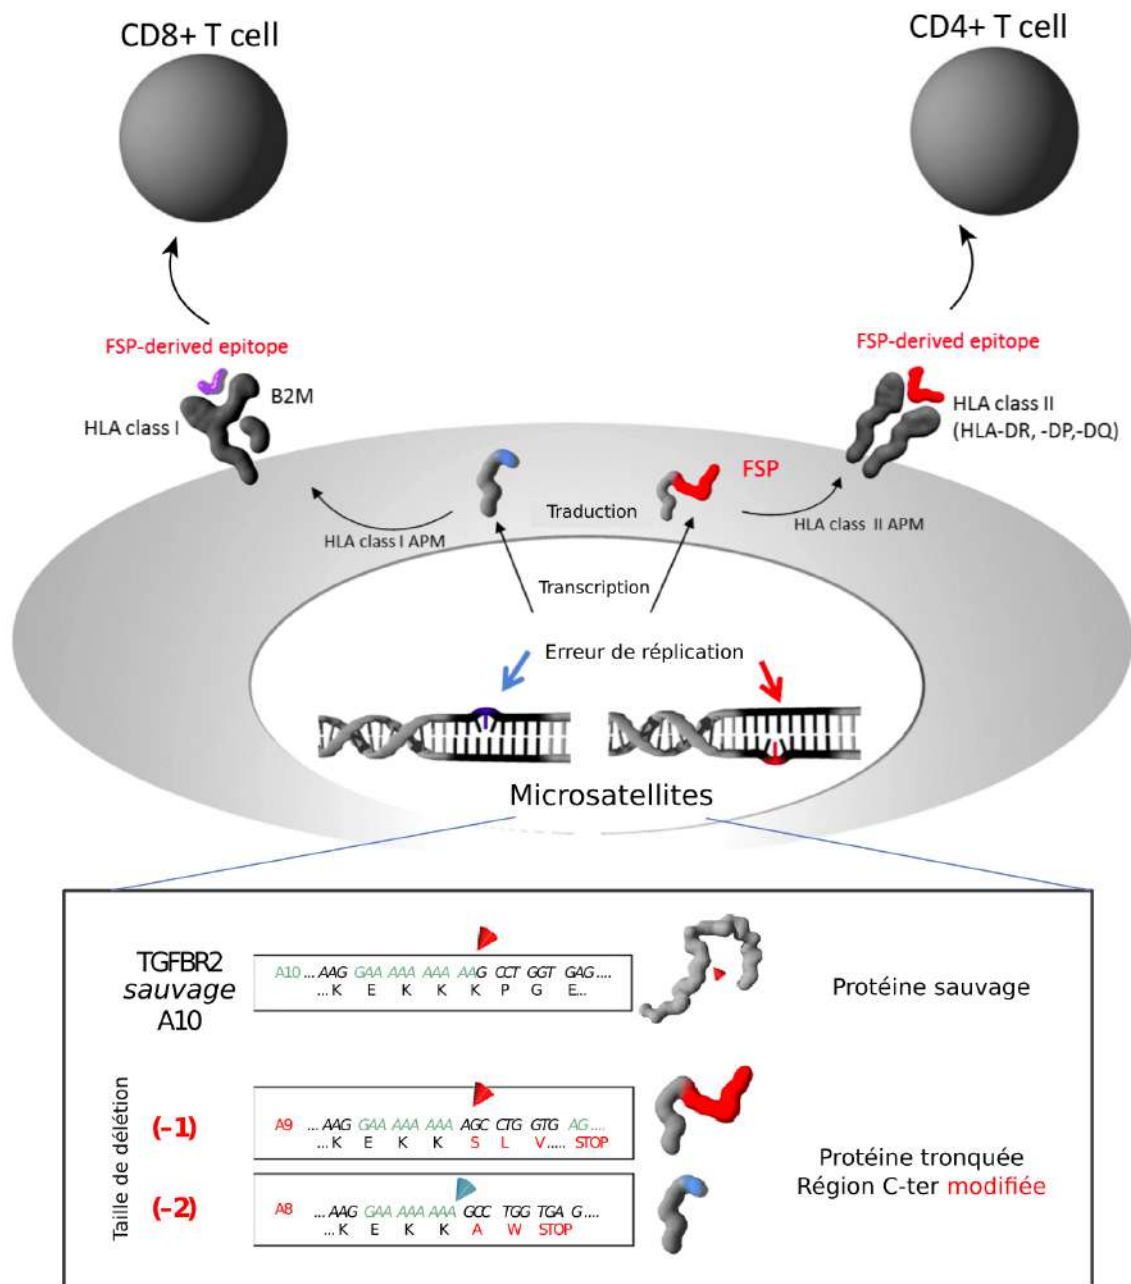 CD8+ T cell
CD4+ T cell
FSP-derived epitope
B2M
HLA class I
FSP-derived epitope
HLA class II
(HLA-DR, -DP,-DQ)
FSP
Traduction
HLA class I APM
HLA class II APM
Transcription
Erreur de réplication
Microsatellites
TGFBR2
sauvage
A10
A10 ... AAG GAA AAA AAA AAG CCT GGT GAG ....
... K E K K K P G E...
Protéine sauvage
Taille de délétion
(-1)
A9 ... AAG GAA AAA AAA AGC CTG GTG AG ....
... K E K K S L V..... STOP
(-2)
A8 ... AAG GAAA AAA AAA GCC TGG TGA G ....
... K E K K A W STOP
Protéine tronquée
Région C-ter modifiée